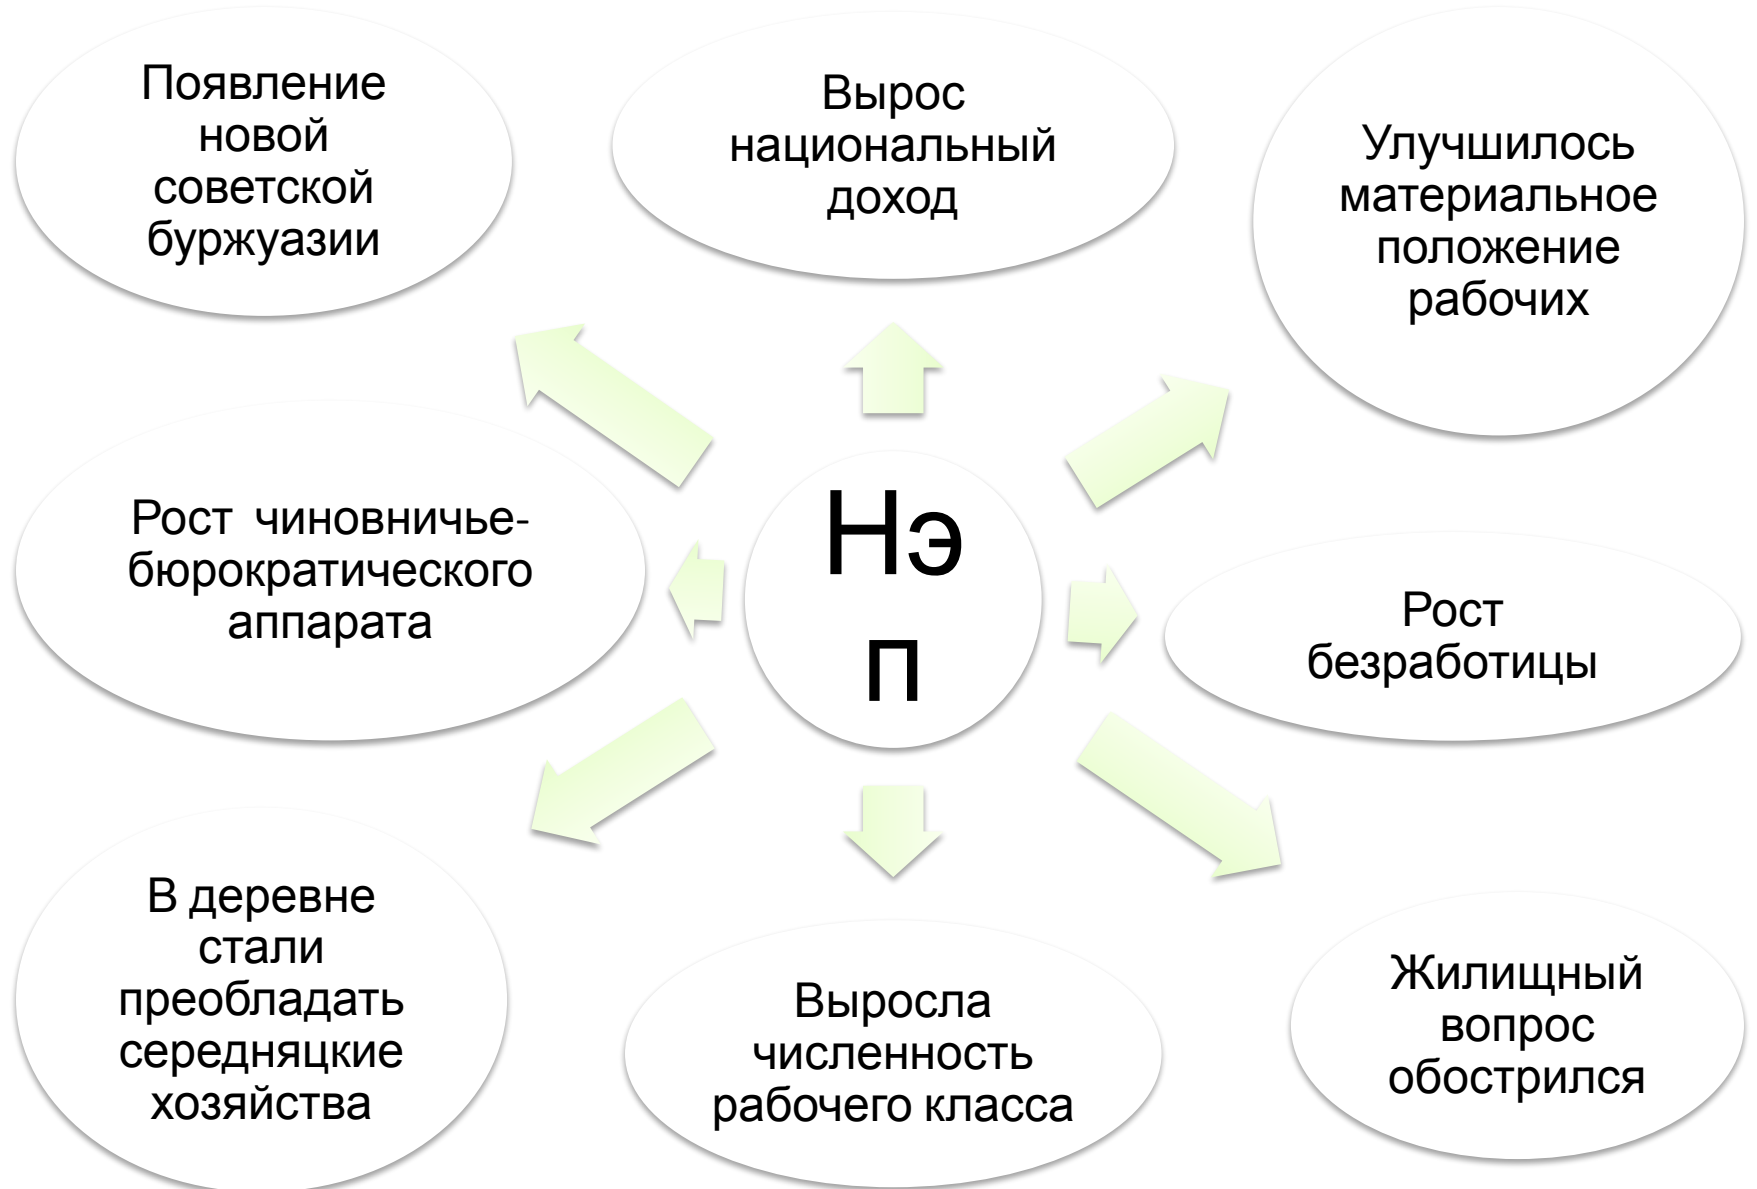 Появление
новой
советской
буржуазии
Вырос
национальный
доход
Улучшилось
материальное
положение
рабочих
Рост чиновничье-
бюрократического
аппарата
Нэ
п
Рост
безработицы
В деревне
стали
преобладать
середняцкие
хозяйства
Выросла
численность
рабочего класса
Жилищный
вопрос
обострился